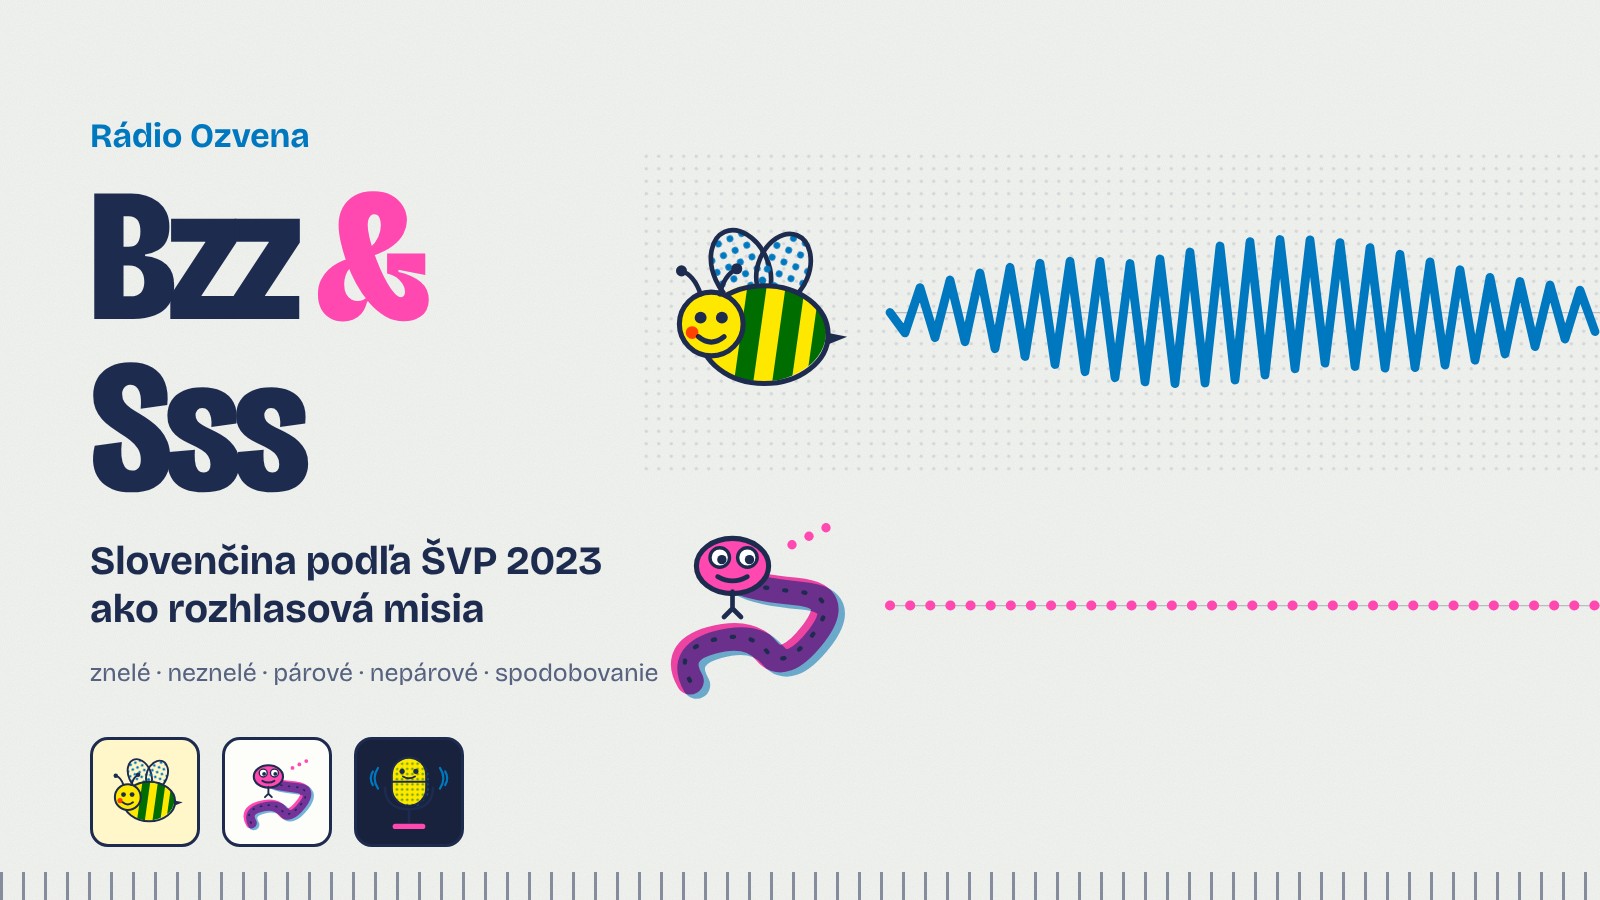 Rádio Ozvena
Bzz &
Sss
Slovenčina podľa ŠVP 2023
ako rozhlasová misia
znelé · neznelé · párové · nepárové · spodobovanie